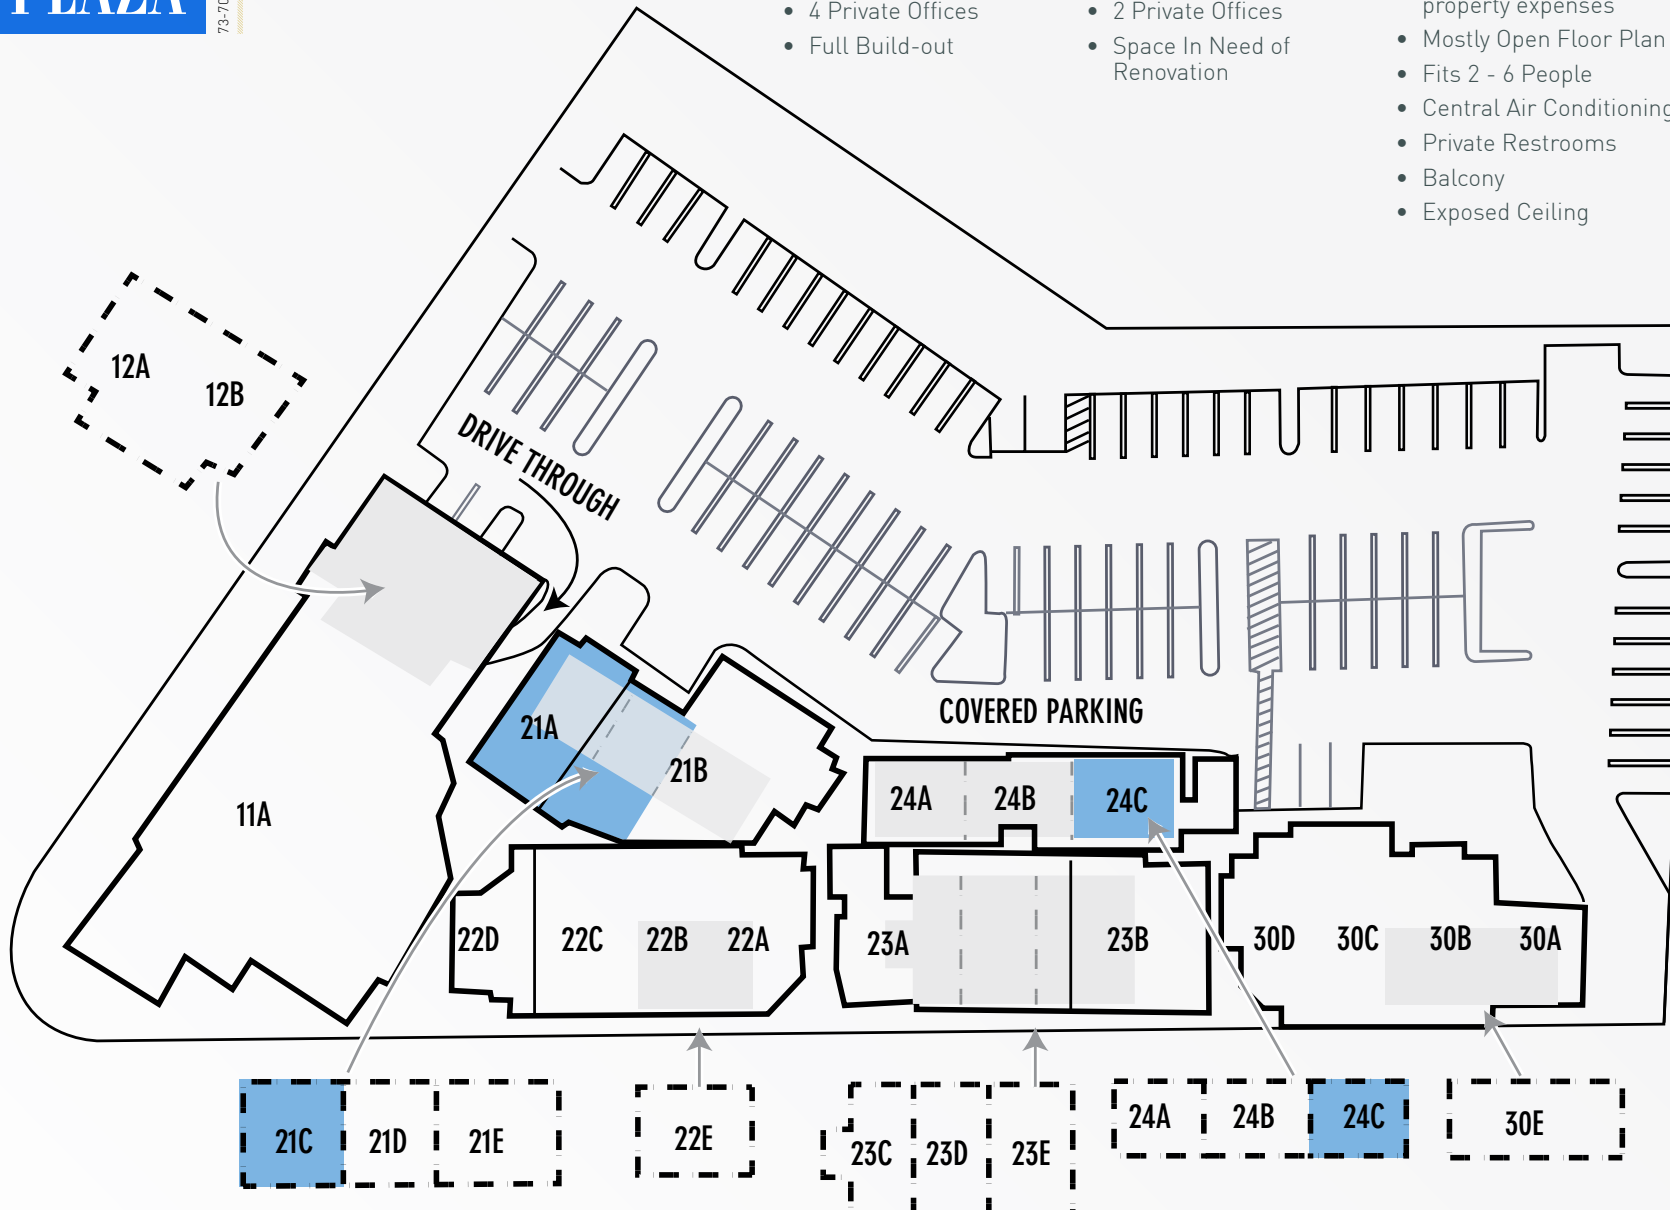 PLAZA
73-70
• 4 Private Offices
• Full Build-out
• 2 Private Offices
• Space In Need of
Renovation
property expenses
• Mostly Open Floor Plan
• Fits 2 - 6 People
• Central Air Conditioning
• Private Restrooms
• Balcony
• Exposed Ceiling
12A
12B
DRIVE THROUGH
COVERED PARKING
11A
21A
21B
24A
24B
24C
22D
22C
22B
22A
23A
23B
30D
30C
30B
30A
21C
21D
21E
22E
23C
23D
23E
24A
24B
24C
30E